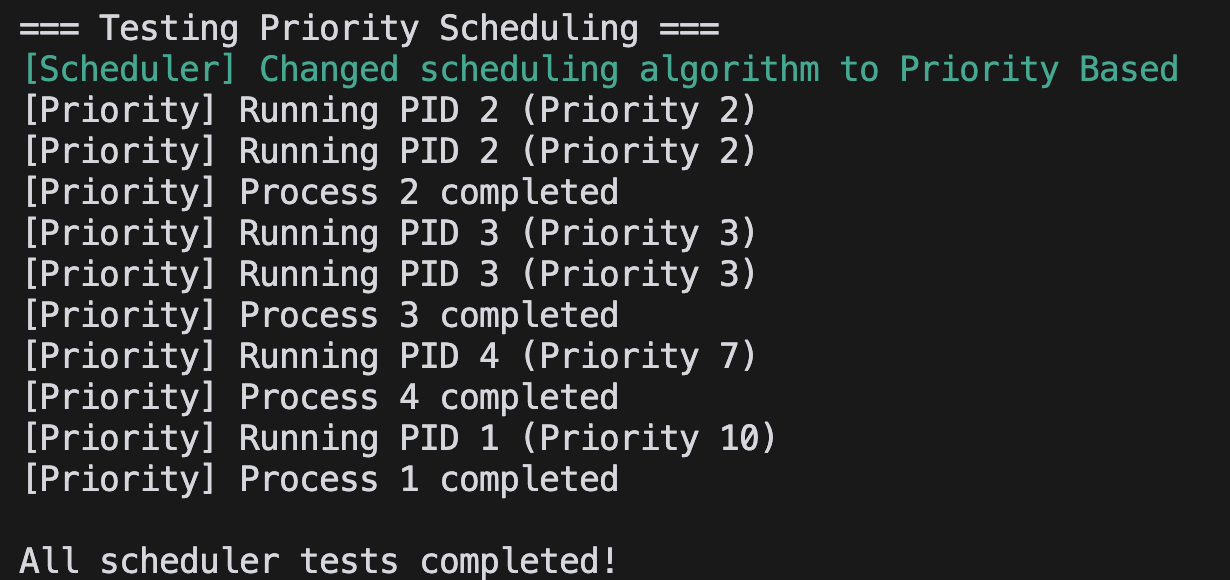 === Testing Priority Scheduling ===
[Scheduler] Changed scheduling algorithm to Priority Based
[Priority] Running PID 2 (Priority 2)
[Priority] Running PID 2 (Priority 2)
[Priority] Process 2 completed
[Priority] Running PID 3 (Priority 3)
[Priority] Running PID 3 (Priority 3)
[Priority] Process 3 completed
[Priority] Running PID 4 (Priority 7)
[Priority] Process 4 completed
[Priority] Running PID 1 (Priority 10)
[Priority] Process 1 completed
All scheduler tests completed!